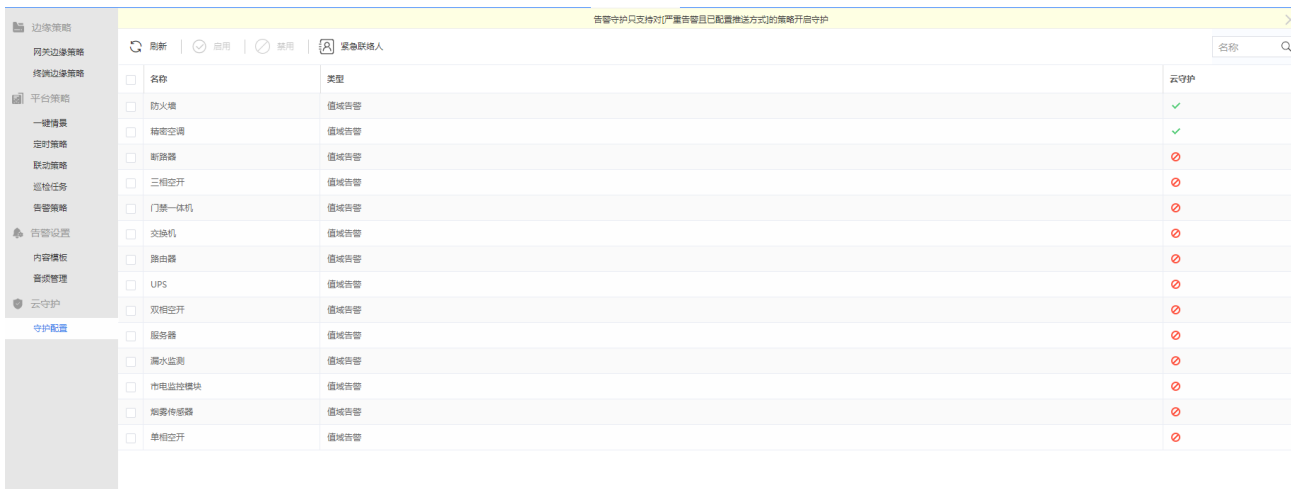 告警守护只支持对[严重告警且已配置推送方式]的策略开启守护
边缘策略
网关边缘策略
终端边缘策略
平台策略
一键情景
定时策略
联动策略
巡检任务
告警策略
告警设置
内容模板
音频管理
云守护
守护配置
刷新 启用 禁用 紧急联络人 名称
名称 类型 云守护
防火墙 值域告警
精密空调 值域告警
断路器 值域告警
三相空开 值域告警
门禁一体机 值域告警
交换机 值域告警
路由器 值域告警
UPS 值域告警
双相空开 值域告警
服务器 值域告警
漏水监测 值域告警
市电监控模块 值域告警
烟雾传感器 值域告警
单相空开 值域告警